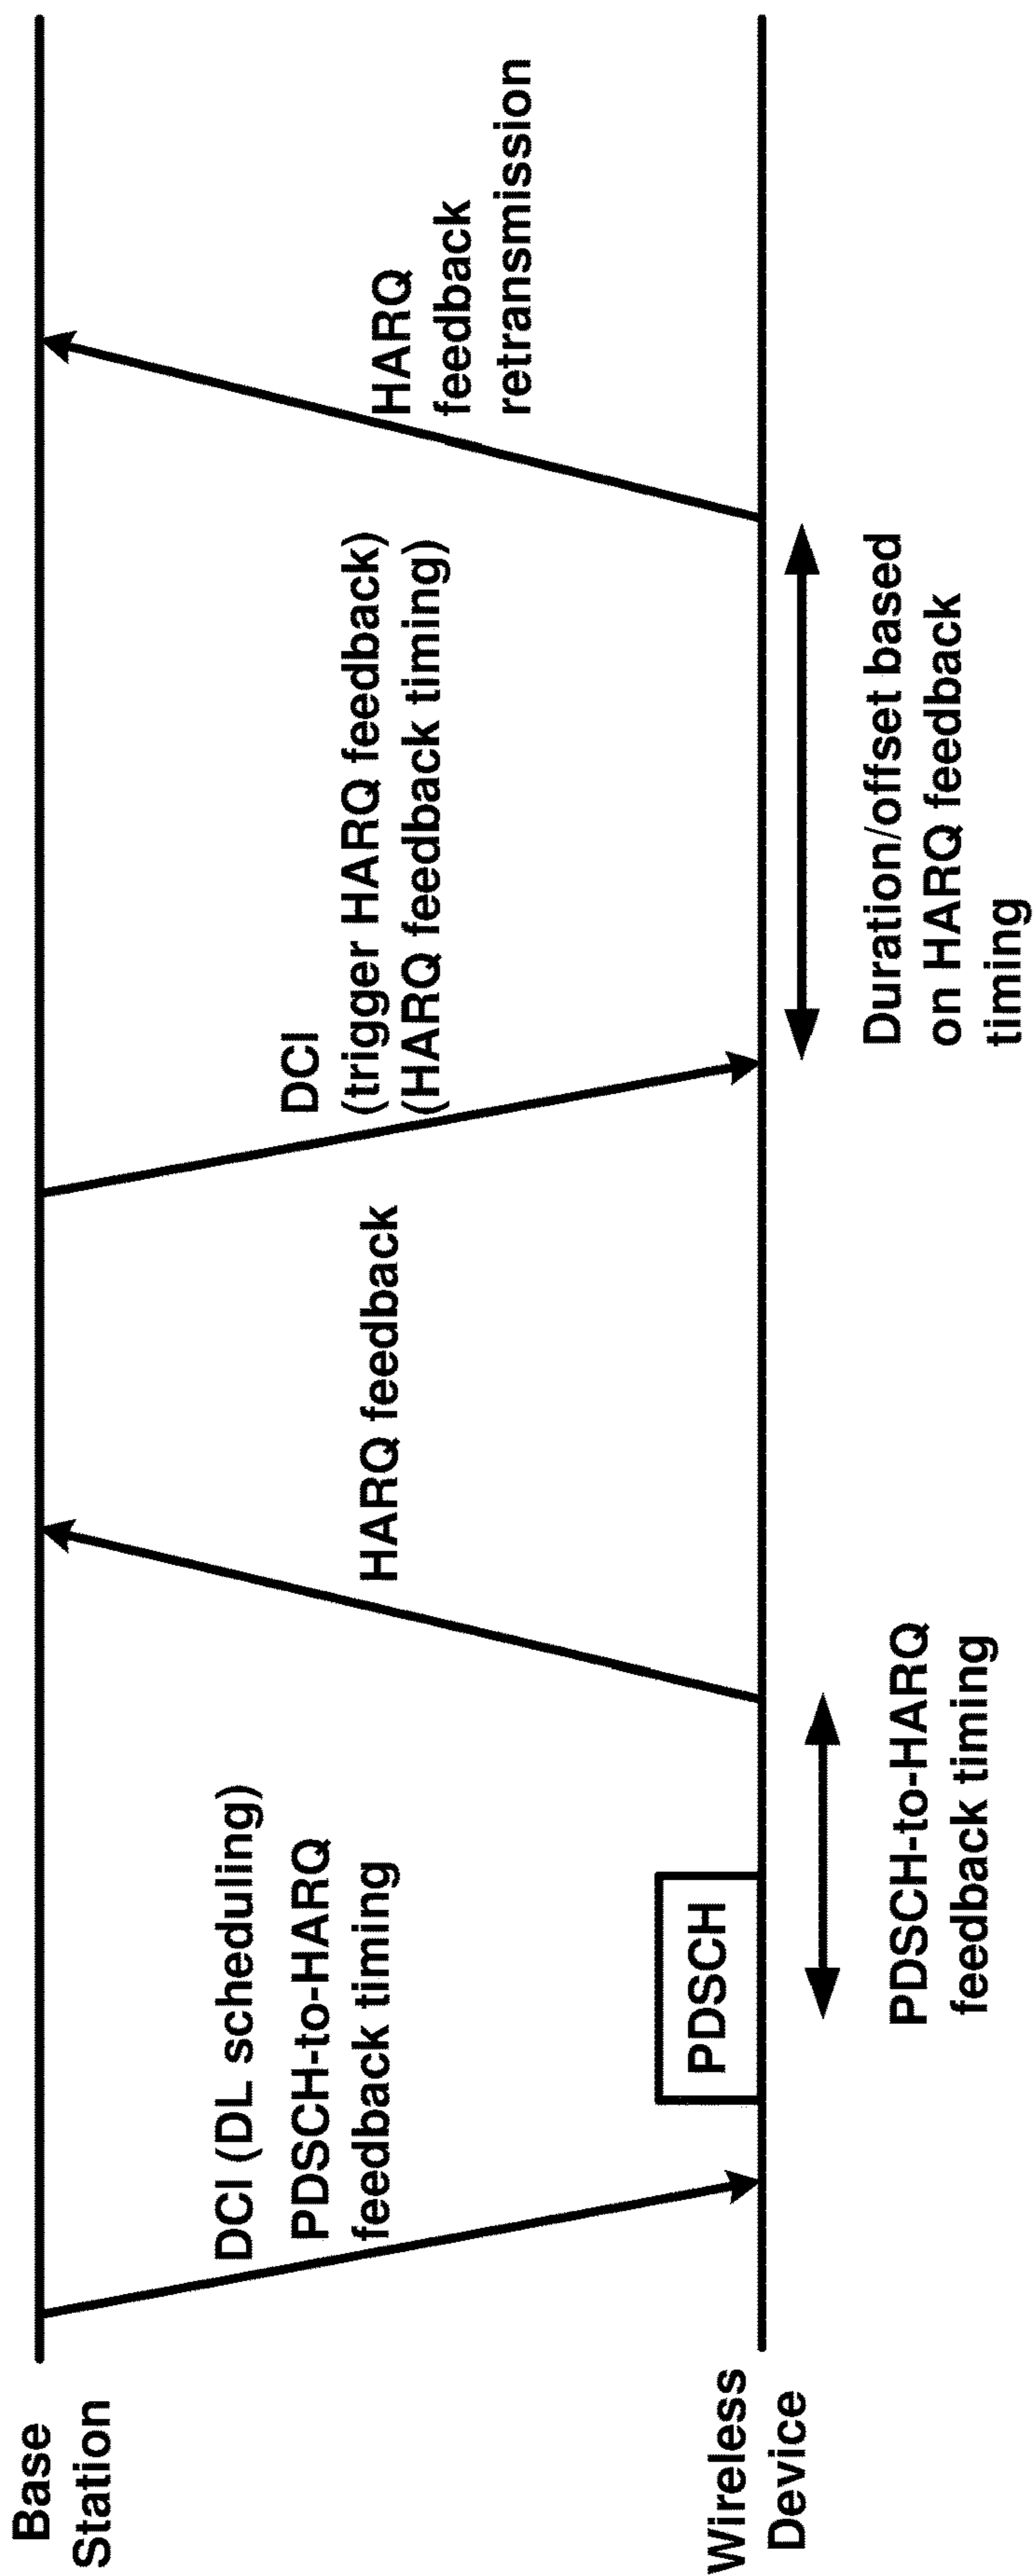 Base
Station
DCI (DL scheduling)
PDSCH-to-HARQ
feedback timing
HARQ feedback
DCI
(trigger HARQ feedback)
(HARQ feedback timing)
HARQ
feedback
retransmission
Wireless
Device
PDSCH
PDSCH-to-HARQ
feedback timing
Duration/offset based
on HARQ feedback
timing